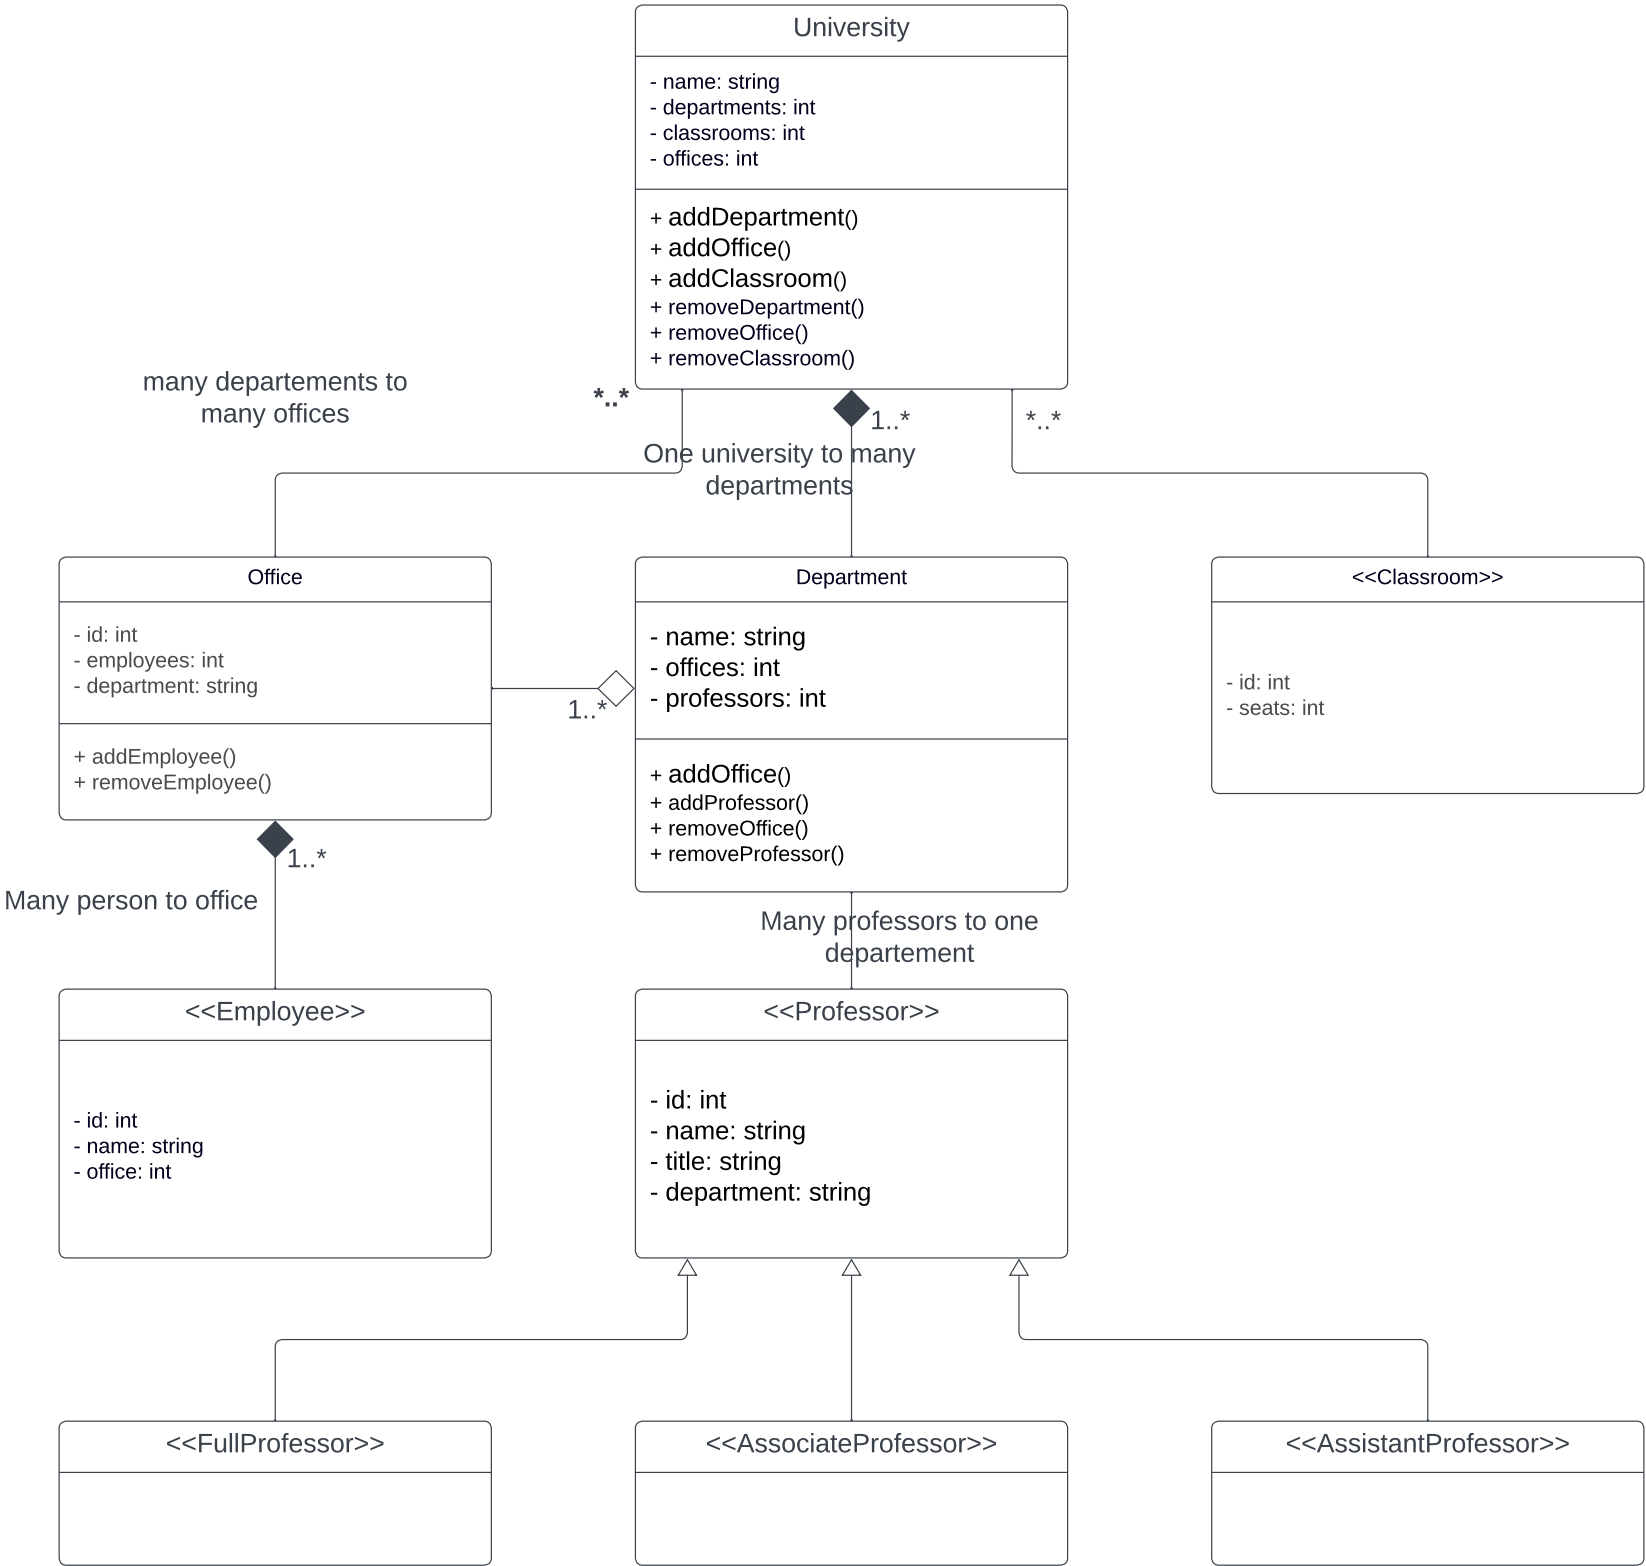 University
- name: string
- departments: int
- classrooms: int
- offices: int
+ addDepartment()
+ addOffice()
+ addClassroom()
+ removeDepartment()
+ removeOffice()
+ removeClassroom()
many departements to
many offices
*..*
1..*
*..*
One university to many
departments
Office
- id: int
- employees: int
- department: string
+ addEmployee()
+ removeEmployee()
1..*
Department
- name: string
- offices: int
- professors: int
+ addOffice()
+ addProfessor()
+ removeOffice()
+ removeProfessor()
<<Classroom>>
- id: int
- seats: int
1..*
Many person to office
Many professors to one
departement
<<Employee>>
- id: int
- name: string
- office: int
<<Professor>>
- id: int
- name: string
- title: string
- department: string
<<FullProfessor>>
<<AssociateProfessor>>
<<AssistantProfessor>>